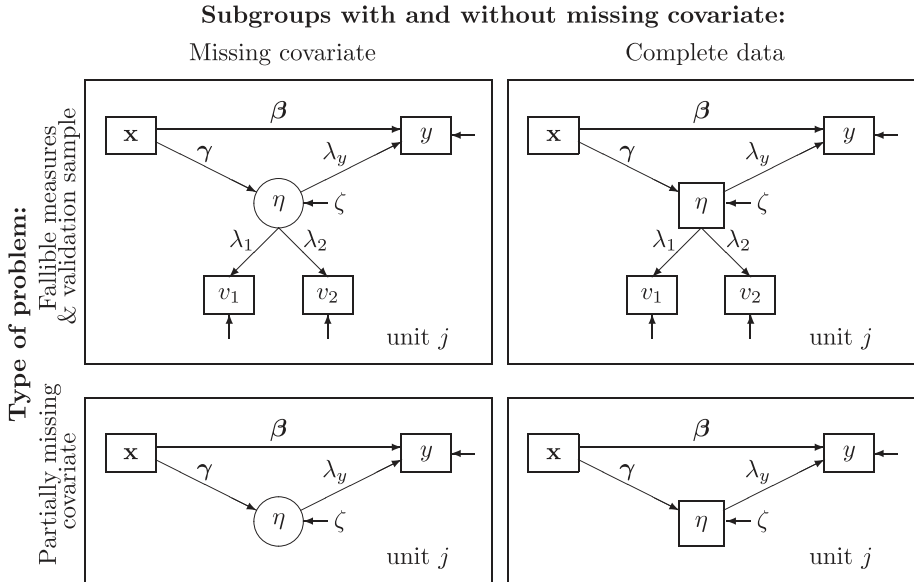 Subgroups with and without missing covariate:
Missing covariate
Complete data
Type of problem:
Fallible measures
& validation sample
x
β
y
γ
λy
η
ζ
λ1
λ2
v1
v2
unit j
x
β
y
γ
λy
η
ζ
λ1
λ2
v1
v2
unit j
Partially missing
covariate
x
β
y
γ
λy
η
ζ
unit j
x
β
y
γ
λy
η
ζ
unit j